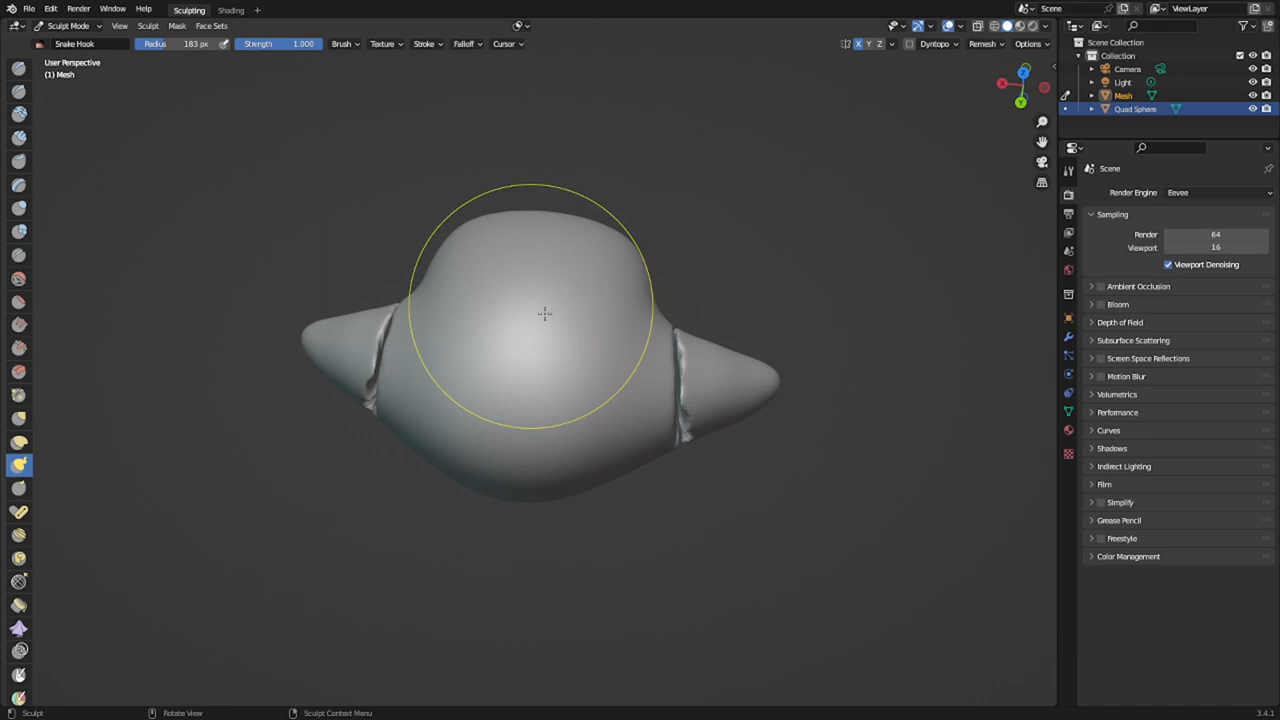 File Edit Render Window Help Sculpting Shading + Scene ViewLayer
Sculpt Mode View Sculpt Mask Face Sets
Snake Hook Radius 183 px Strength 1.000 Brush Texture Stroke Falloff Cursor X Y Z Dyntopo Remesh Options
User Perspective
(1) Mesh
X
Z
Y
Scene Collection
Collection
Camera
Light
Mesh
Quad Sphere
Scene
Render Engine Eevee
Sampling
Render 64
Viewport 16
Viewport Denoising
Ambient Occlusion
Bloom
Depth of Field
Subsurface Scattering
Screen Space Reflections
Motion Blur
Volumetrics
Performance
Curves
Shadows
Indirect Lighting
Film
Simplify
Grease Pencil
Freestyle
Color Management
Sculpt Rotate View Sculpt Context Menu 3.4.1